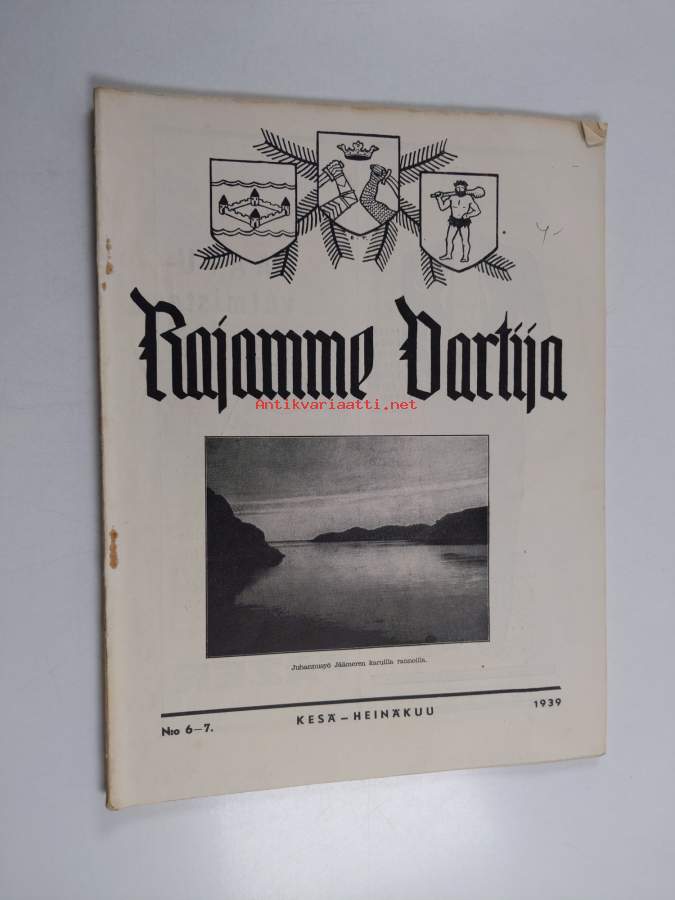 Rajamme Vartija
Antikvariaatti.net
Juhannusyö Jäämeren karuilla rannoilla.
N:o 6—7.
KESÄ — HEINÄKUU
1939